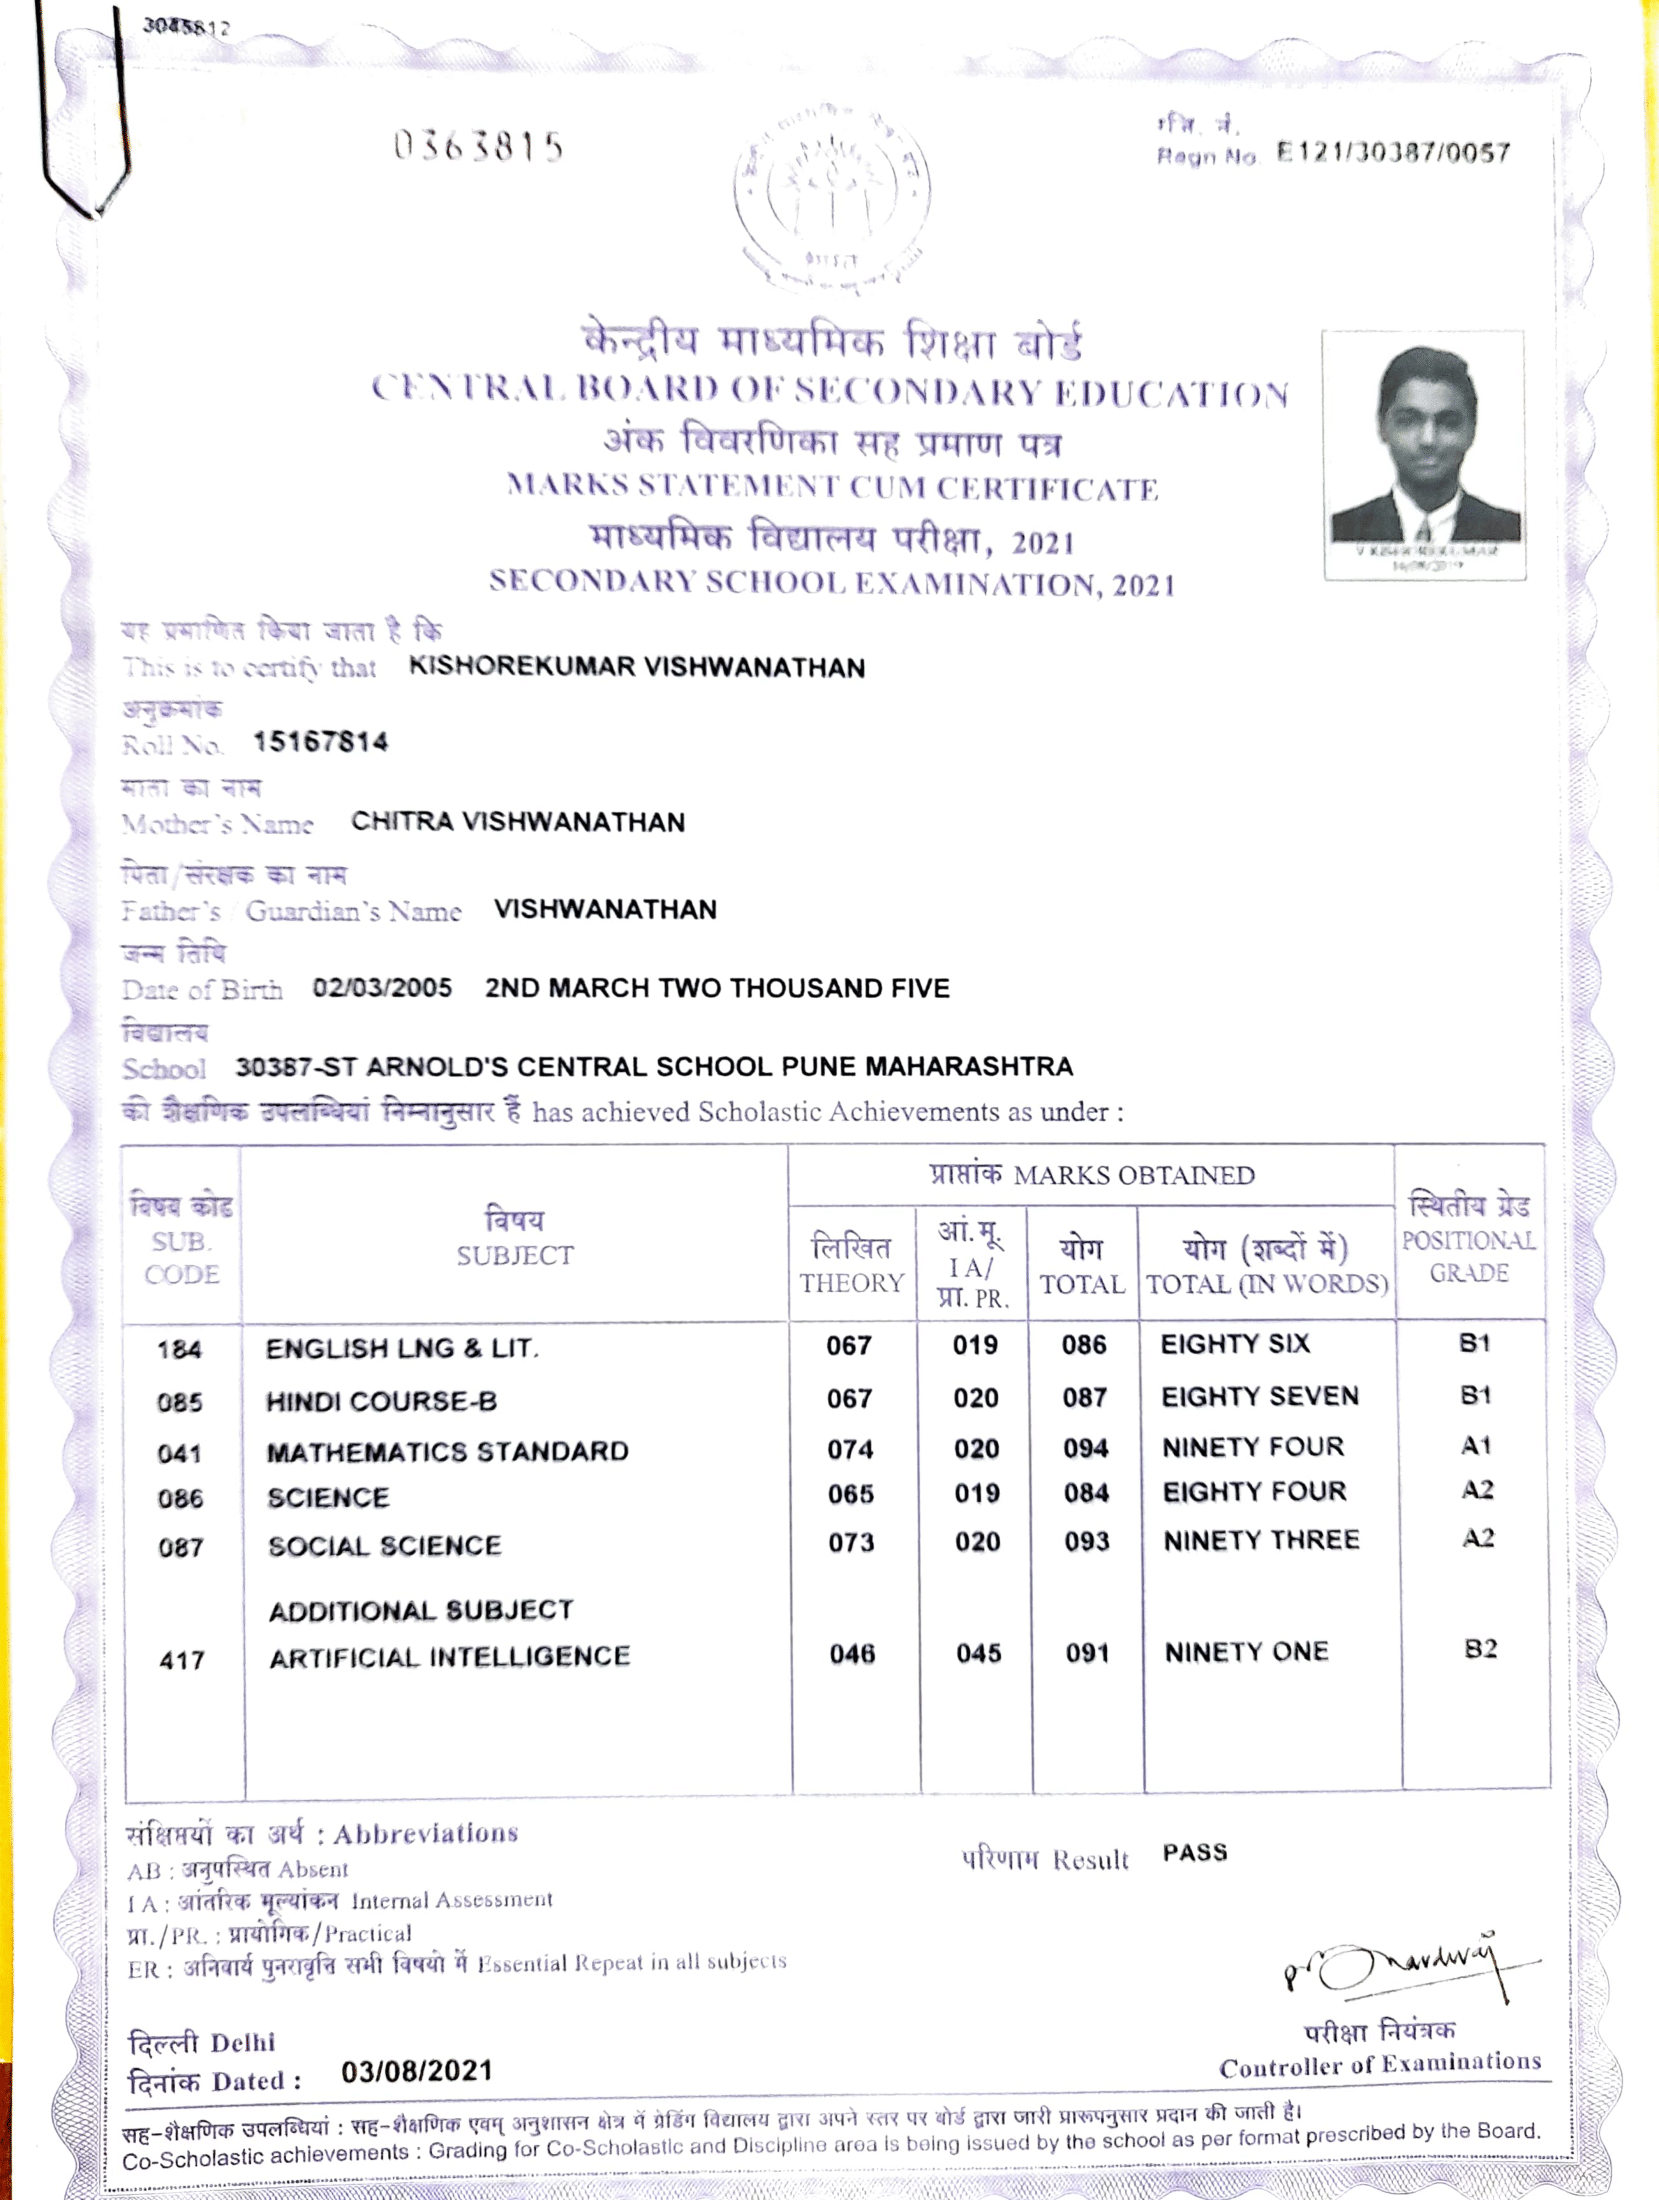 3045812
0363815
रजि. नं.
Regn No. E121/30387/0057
भारत
केन्द्रीय माध्यमिक शिक्षा बोर्ड
CENTRAL BOARD OF SECONDARY EDUCATION
अंक विवरणिका सह प्रमाण पत्र
MARKS STATEMENT CUM CERTIFICATE
माध्यमिक विद्यालय परीक्षा, 2021
SECONDARY SCHOOL EXAMINATION, 2021
V KISHOREKUMAR
यह प्रमाणित किया जाता है कि
This is to certify that KISHOREKUMAR VISHWANATHAN
अनुक्रमांक
Roll No. 15167814
माता का नाम
Mother's Name CHITRA VISHWANATHAN
पिता/संरक्षक का नाम
Father's / Guardian's Name VISHWANATHAN
जन्म तिथि
Date of Birth 02/03/2005 2ND MARCH TWO THOUSAND FIVE
विद्यालय
School 30387-ST ARNOLD'S CENTRAL SCHOOL PUNE MAHARASHTRA
की शैक्षणिक उपलब्धियां निम्नानुसार हैं has achieved Scholastic Achievements as under :
विषय कोड SUB. CODE
विषय SUBJECT
प्राप्तांक MARKS OBTAINED
लिखित THEORY
आं.मू. I A/ प्रा. PR.
योग TOTAL
योग (शब्दों में) TOTAL (IN WORDS)
स्थितीय ग्रेड POSITIONAL GRADE
184 ENGLISH LNG & LIT. 067 019 086 EIGHTY SIX B1
085 HINDI COURSE-B 067 020 087 EIGHTY SEVEN B1
041 MATHEMATICS STANDARD 074 020 094 NINETY FOUR A1
086 SCIENCE 065 019 084 EIGHTY FOUR A2
087 SOCIAL SCIENCE 073 020 093 NINETY THREE A2
ADDITIONAL SUBJECT
417 ARTIFICIAL INTELLIGENCE 046 045 091 NINETY ONE B2
संक्षिप्तियों का अर्थ : Abbreviations
AB : अनुपस्थित Absent
I A : आंतरिक मूल्यांकन Internal Assessment
प्रा./PR. : प्रायोगिक/Practical
ER : अनिवार्य पुनरावृत्ति सभी विषयो में Essential Repeat in all subjects
परिणाम Result PASS
दिल्ली Delhi
दिनांक Dated : 03/08/2021
परीक्षा नियंत्रक
Controller of Examinations
सह-शैक्षणिक उपलब्धियां : सह-शैक्षणिक एवम् अनुशासन क्षेत्र में ग्रेडिंग विद्यालय द्वारा अपने स्तर पर बोर्ड द्वारा जारी प्रारूपनुसार प्रदान की जाती है।
Co-Scholastic achievements : Grading for Co-Scholastic and Discipline area is being issued by the school as per format prescribed by the Board.